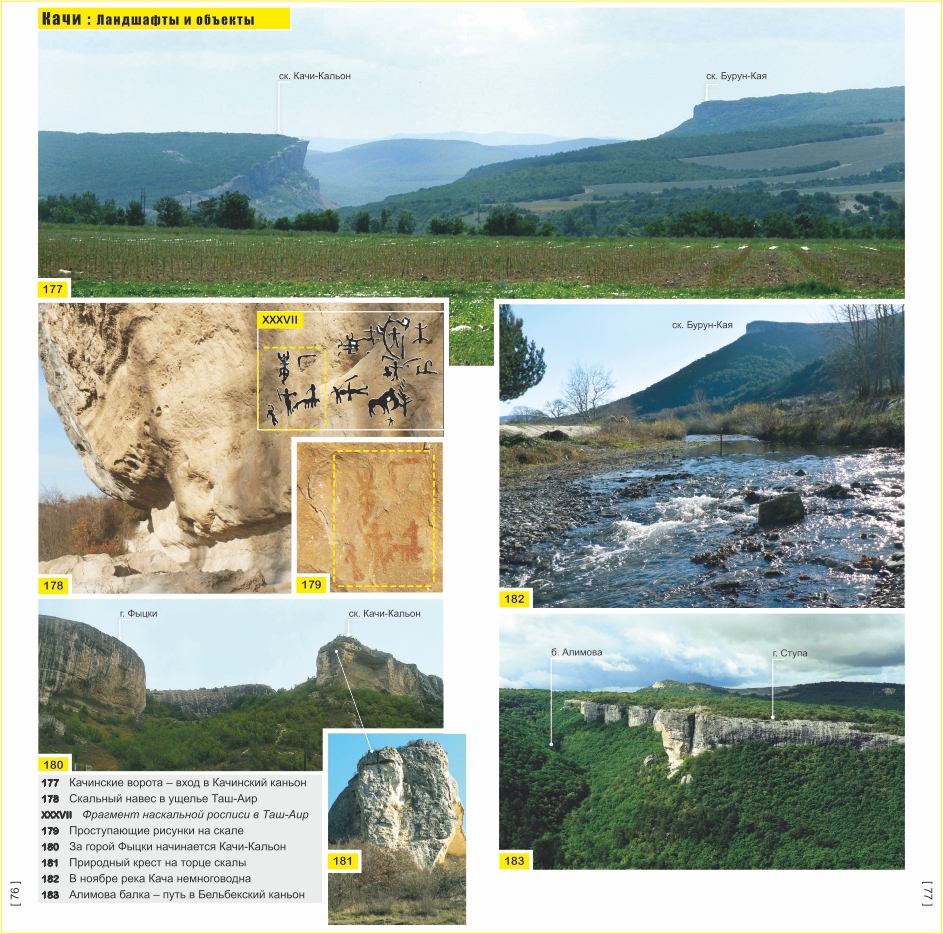 Качи : Ландшафты и объекты
ск. Качи-Кальон
ск. Бурун-Кая
177
XXXVII
178
179
ск. Бурун-Кая
182
г. Фыцки
ск. Качи-Кальон
180
б. Алимова
г. Ступа
181
183
177 Качинские ворота – вход в Качинский каньон
178 Скальный навес в ущелье Таш-Аир
XXXVII Фрагмент наскальной росписи в Таш-Аир
179 Проступающие рисунки на скале
180 За горой Фыцки начинается Качи-Кальон
181 Природный крест на торце скалы
182 В ноябре река Кача немноговодна
183 Алимова балка – путь в Бельбекский каньон
[ 76 ]
[ 77 ]